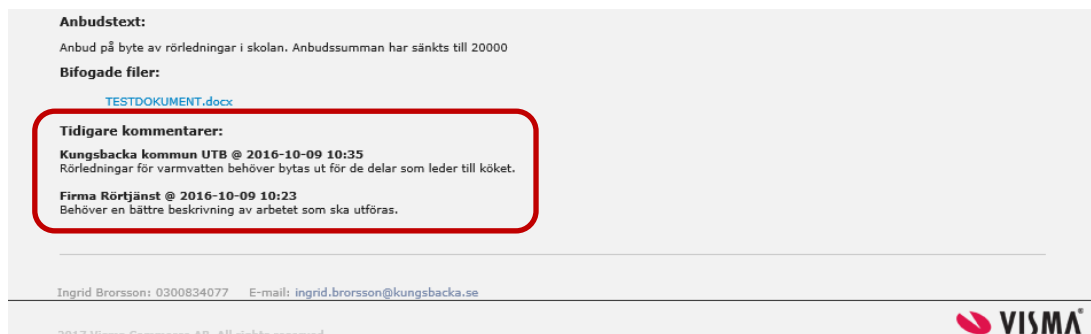 Anbudstext:
Anbud på byte av rörledningar i skolan. Anbudssumman har sänkts till 20000
Bifogade filer:
TESTDOKUMENT.docx
Tidigare kommentarer:
Kungsbacka kommun UTB @ 2016-10-09 10:35
Rörledningar för varmvatten behöver bytas ut för de delar som leder till köket.
Firma Rörtjänst @ 2016-10-09 10:23
Behöver en bättre beskrivning av arbetet som ska utföras.
Ingrid Brorsson: 0300834077 E-mail: ingrid.brorsson@kungsbacka.se
VISMA